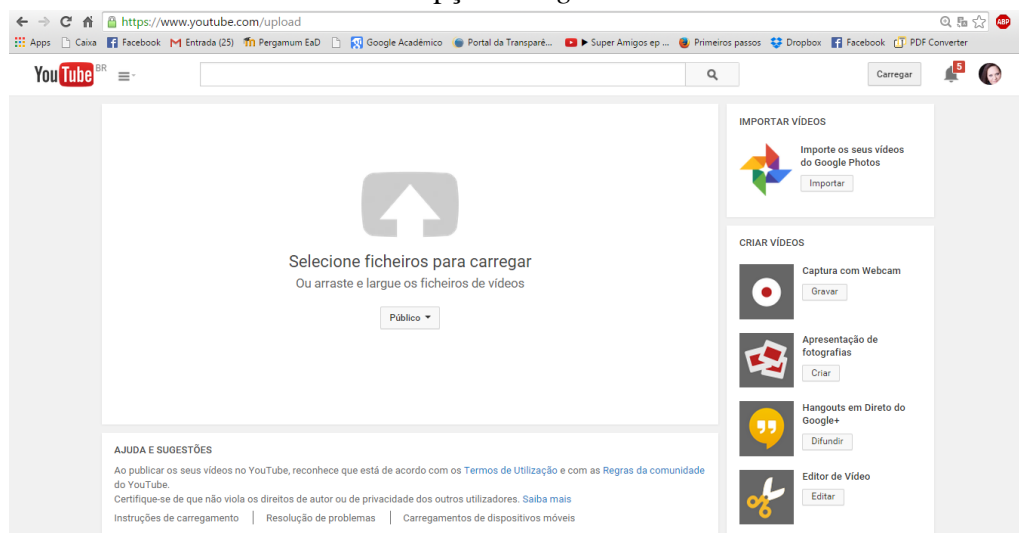 https://www.youtube.com/upload
ABP
Apps Caixa Facebook Entrada (25) Pergamum EaD Google Académico Portal da Transparê... Super Amigos ep ... Primeiros passos Dropbox Facebook PDF Converter
YouTube BR
Carregar
5
Selecione ficheiros para carregar
Ou arraste e largue os ficheiros de vídeos
Público
IMPORTAR VÍDEOS
Importe os seus vídeos
do Google Photos
Importar
CRIAR VÍDEOS
Captura com Webcam
Gravar
Apresentação de
fotografias
Criar
Hangouts em Direto do
Google+
Difundir
Editor de Vídeo
Editar
AJUDA E SUGESTÕES
Ao publicar os seus vídeos no YouTube, reconhece que está de acordo com os Termos de Utilização e com as Regras da comunidade
do YouTube.
Certifique-se de que não viola os direitos de autor ou de privacidade dos outros utilizadores. Saiba mais
Instruções de carregamento | Resolução de problemas | Carregamentos de dispositivos móveis